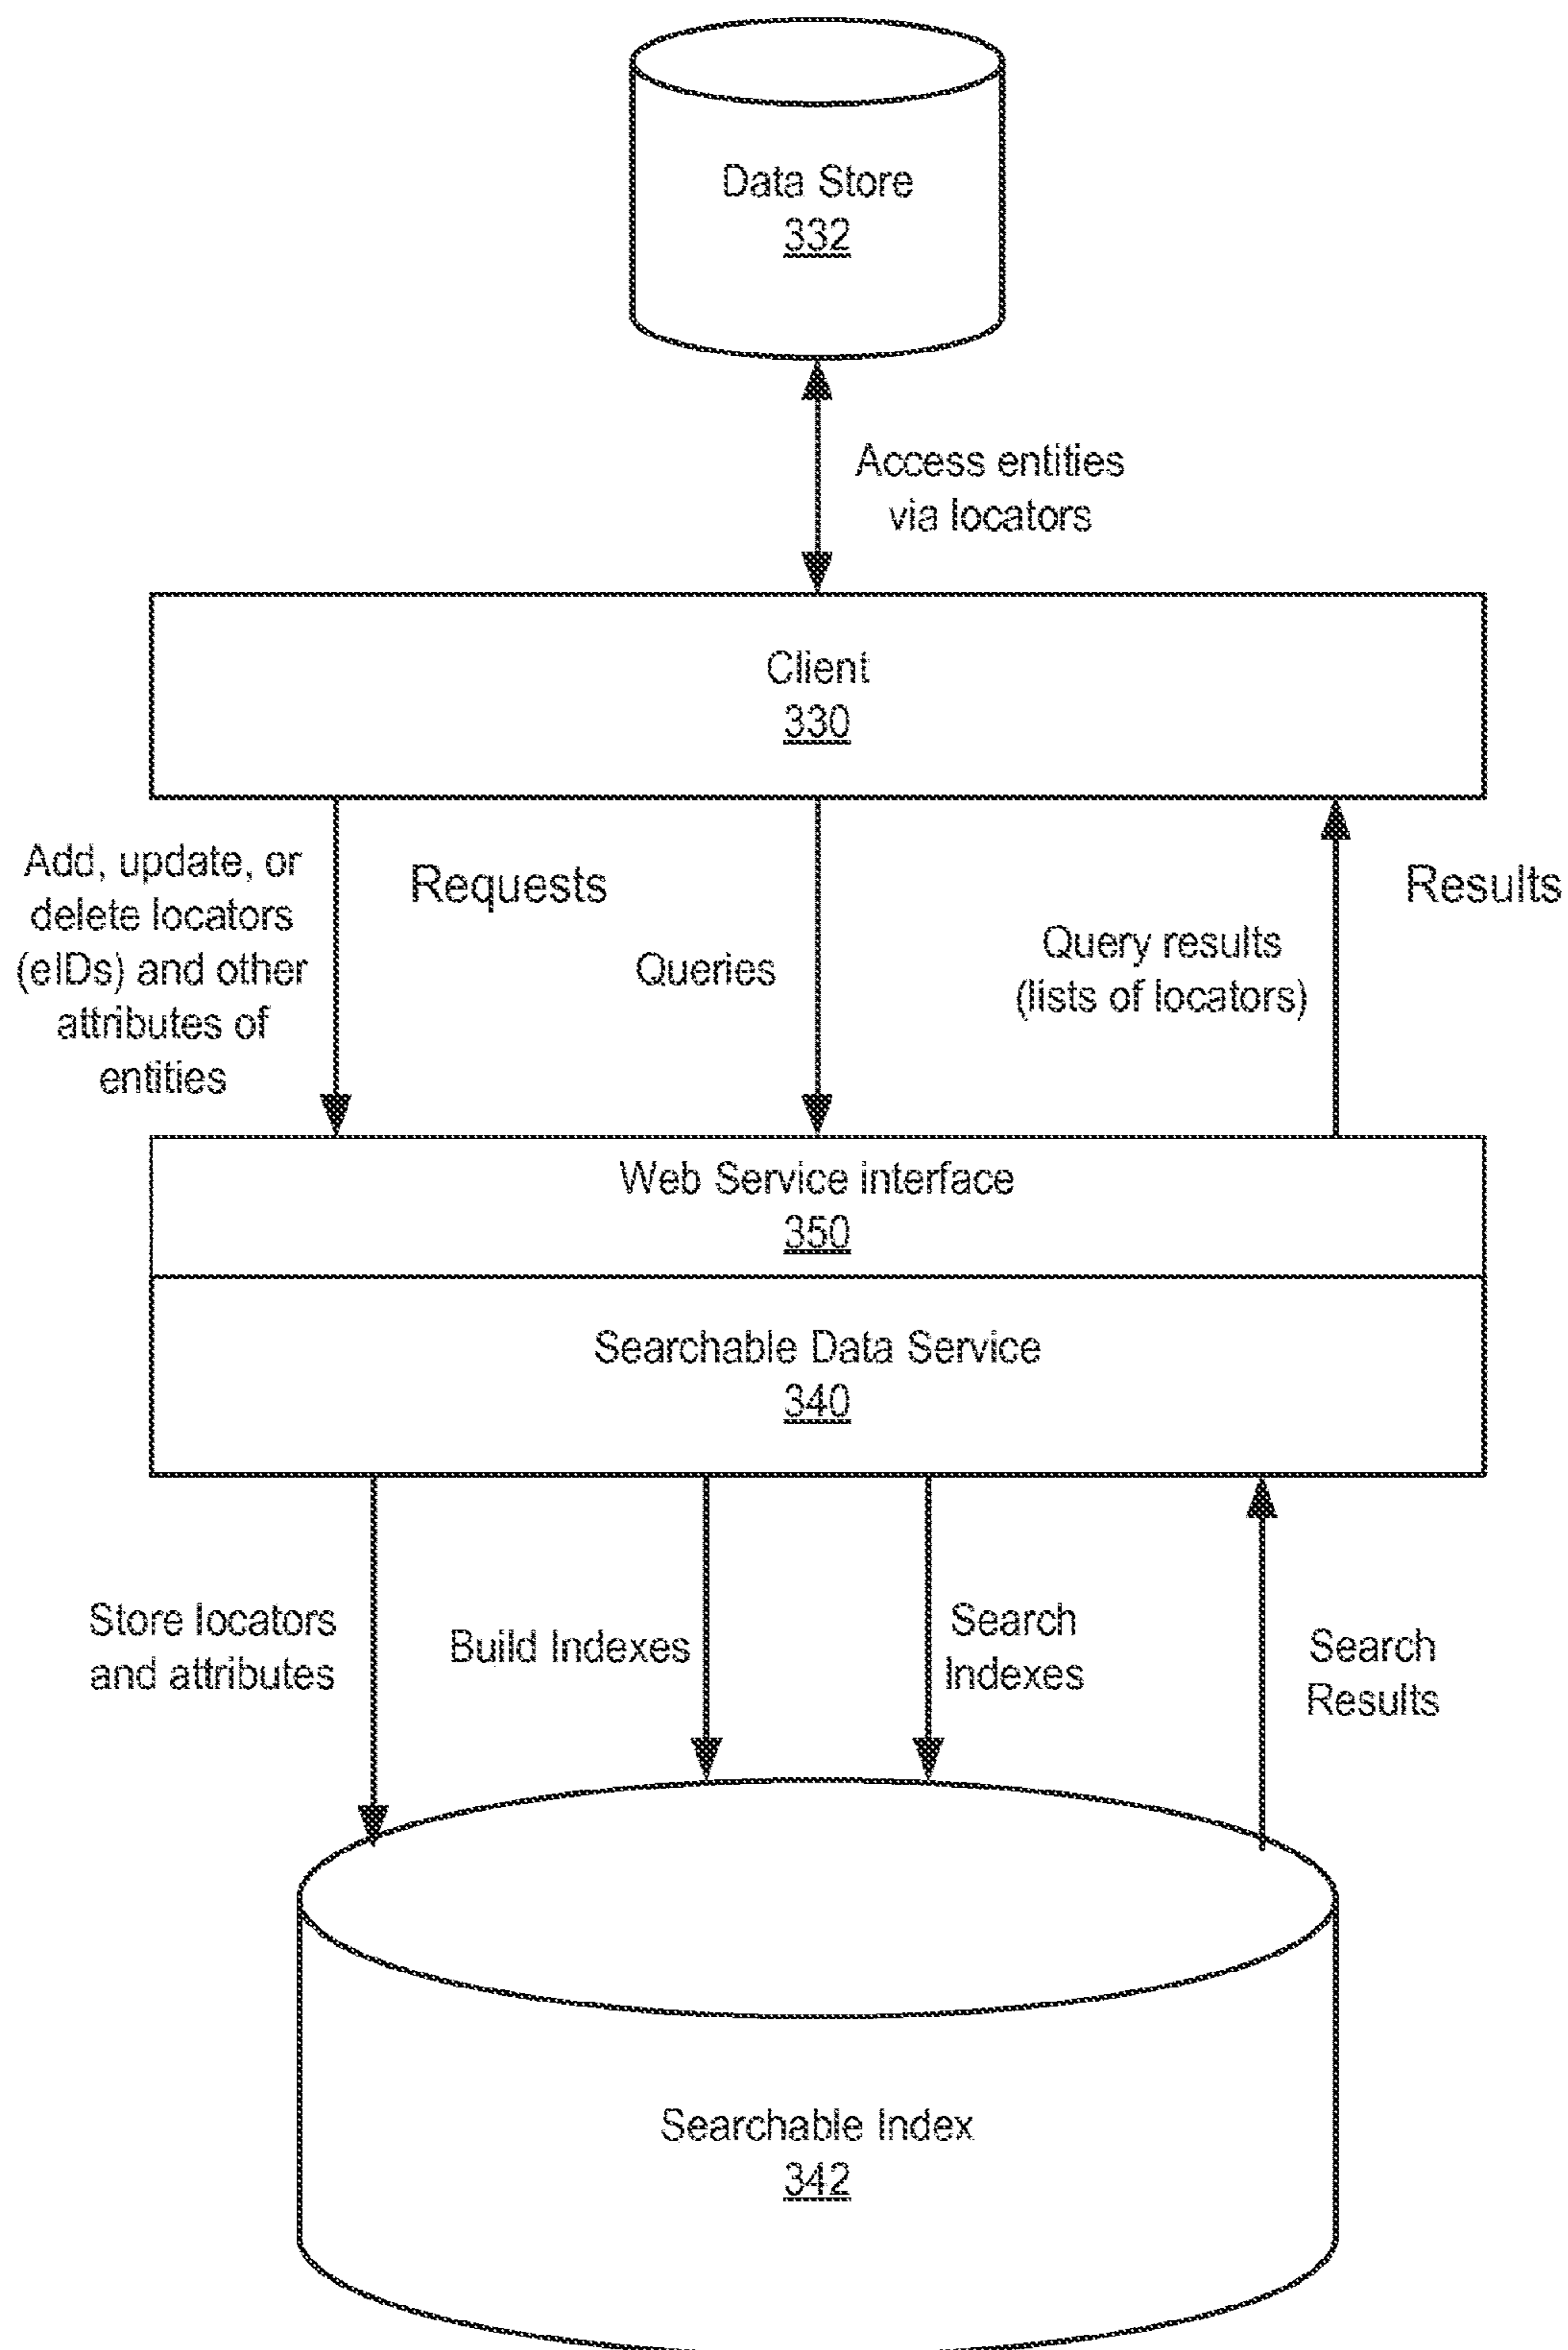 Data Store
332
Access entities
via locators
Client
330
Add, update, or
delete locators
(eIDs) and other
attributes of
entities
Requests
Queries
Query results
(lists of locators)
Results
Web Service interface
350
Searchable Data Service
340
Store locators
and attributes
Build Indexes
Search
Indexes
Search
Results
Searchable Index
342